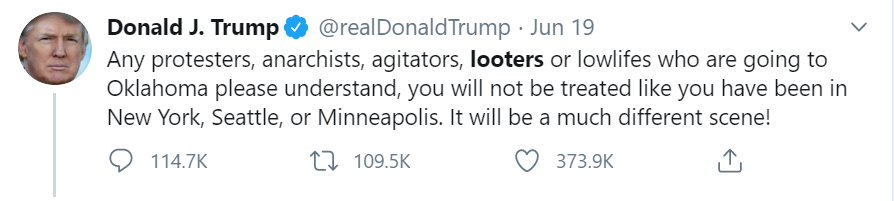 Donald J. Trump @realDonaldTrump · Jun 19
Any protesters, anarchists, agitators, looters or lowlifes who are going to
Oklahoma please understand, you will not be treated like you have been in
New York, Seattle, or Minneapolis. It will be a much different scene!
114.7K 109.5K 373.9K